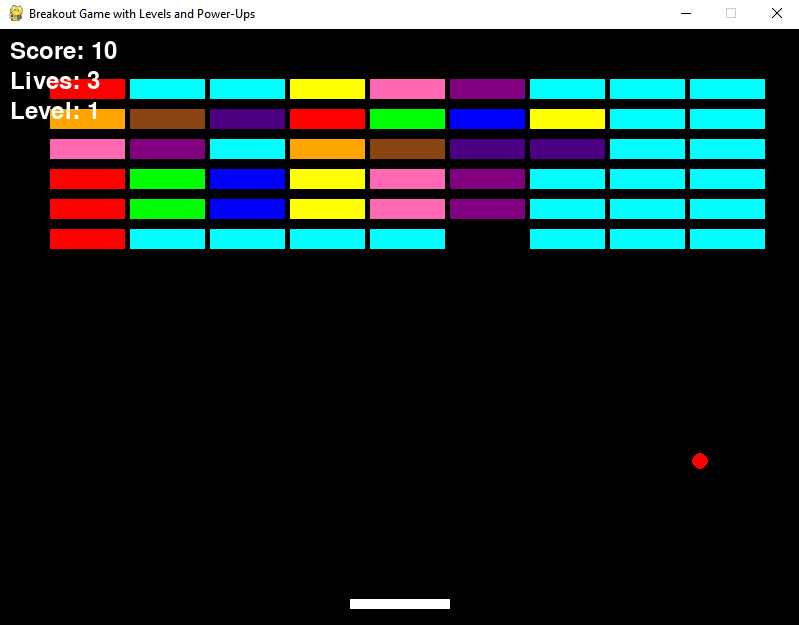 Breakout Game with Levels and Power-Ups
Score: 10
Lives: 3
Level: 1